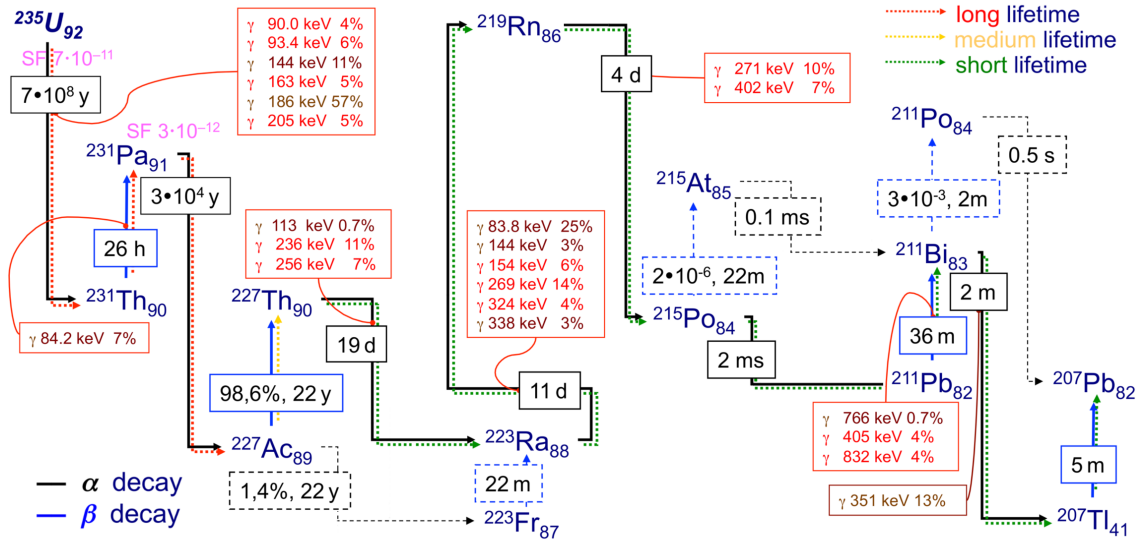 ²³⁵U₉₂
SF 7·10⁻¹¹
7•10⁸ y
γ 90.0 keV 4%
γ 93.4 keV 6%
γ 144 keV 11%
γ 163 keV 5%
γ 186 keV 57%
γ 205 keV 5%
SF 3·10⁻¹²
²³¹Pa₉₁
3•10⁴ y
26 h
²³¹Th₉₀
γ 84.2 keV 7%
γ 113 keV 0.7%
γ 236 keV 11%
γ 256 keV 7%
²²⁷Th₉₀
19 d
98,6%, 22 y
²²⁷Ac₈₉
1,4%, 22 y
α decay
β decay
²¹⁹Rn₈₆
4 d
γ 271 keV 10%
γ 402 keV 7%
γ 83.8 keV 25%
γ 144 keV 3%
γ 154 keV 6%
γ 269 keV 14%
γ 324 keV 4%
γ 338 keV 3%
11 d
²²³Ra₈₈
22 m
²²³Fr₈₇
long lifetime
medium lifetime
short lifetime
²¹⁵At₈₅
0.1 ms
2•10⁻⁶, 22m
²¹⁵Po₈₄
2 ms
²¹¹Po₈₄
0.5 s
3•10⁻³, 2m
²¹¹Bi₈₃
2 m
36 m
²¹¹Pb₈₂
γ 766 keV 0.7%
γ 405 keV 4%
γ 832 keV 4%
γ 351 keV 13%
²⁰⁷Pb₈₂
5 m
²⁰⁷Tl₄₁